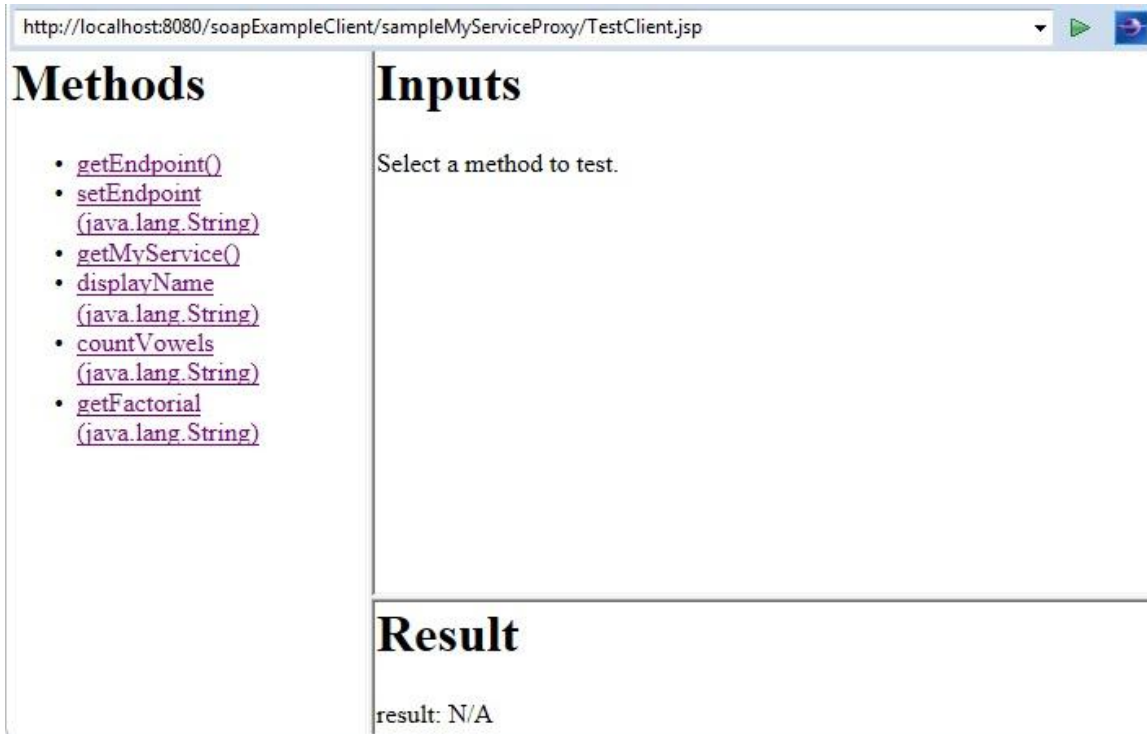 http://localhost:8080/soapExampleClient/sampleMyServiceProxy/TestClient.jsp
Methods
• getEndpoint()
• setEndpoint
(java.lang.String)
• getMyService()
• displayName
(java.lang.String)
• countVowels
(java.lang.String)
• getFactorial
(java.lang.String)
Inputs
Select a method to test.
Result
result: N/A